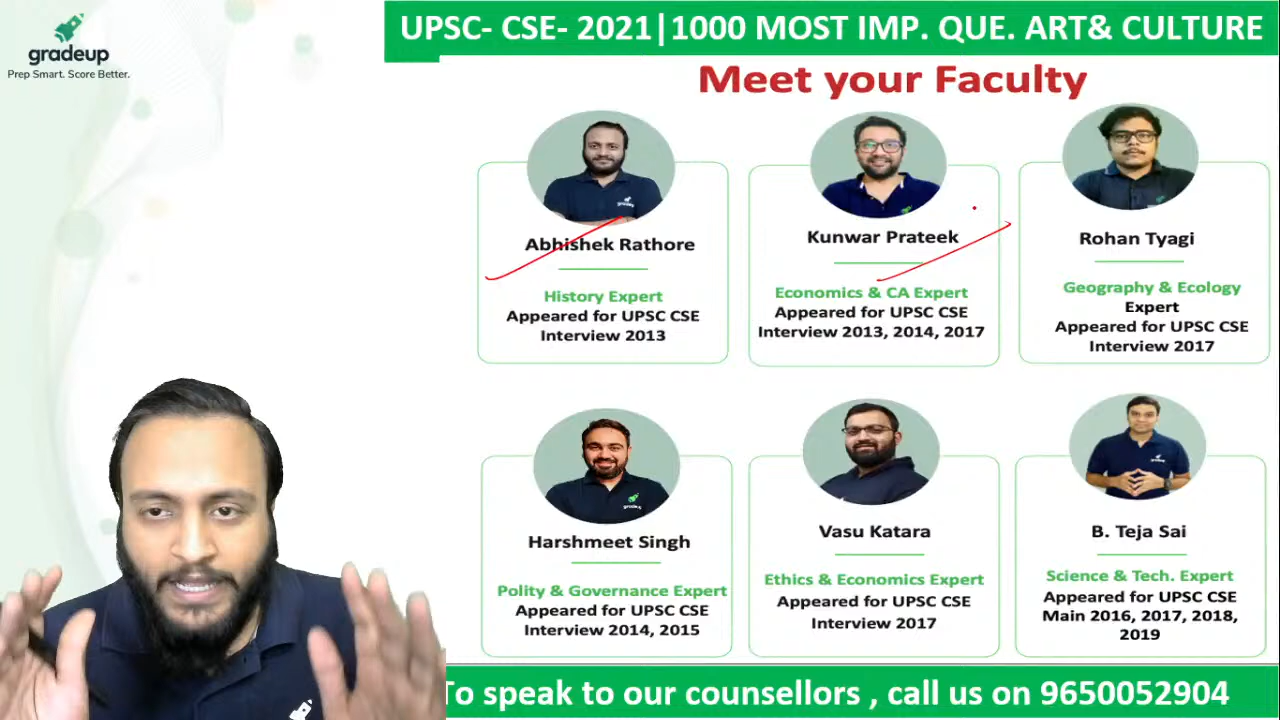 gradeup
Prep Smart. Score Better.
UPSC- CSE- 2021|1000 MOST IMP. QUE. ART& CULTURE
Meet your Faculty
Abhishek Rathore
History Expert
Appeared for UPSC CSE
Interview 2013
Kunwar Prateek
Economics & CA Expert
Appeared for UPSC CSE
Interview 2013, 2014, 2017
Rohan Tyagi
Geography & Ecology
Expert
Appeared for UPSC CSE
Interview 2017
Harshmeet Singh
Polity & Governance Expert
Appeared for UPSC CSE
Interview 2014, 2015
Vasu Katara
Ethics & Economics Expert
Appeared for UPSC CSE
Interview 2017
B. Teja Sai
Science & Tech. Expert
Appeared for UPSC CSE
Main 2016, 2017, 2018,
2019
To speak to our counsellors , call us on 9650052904